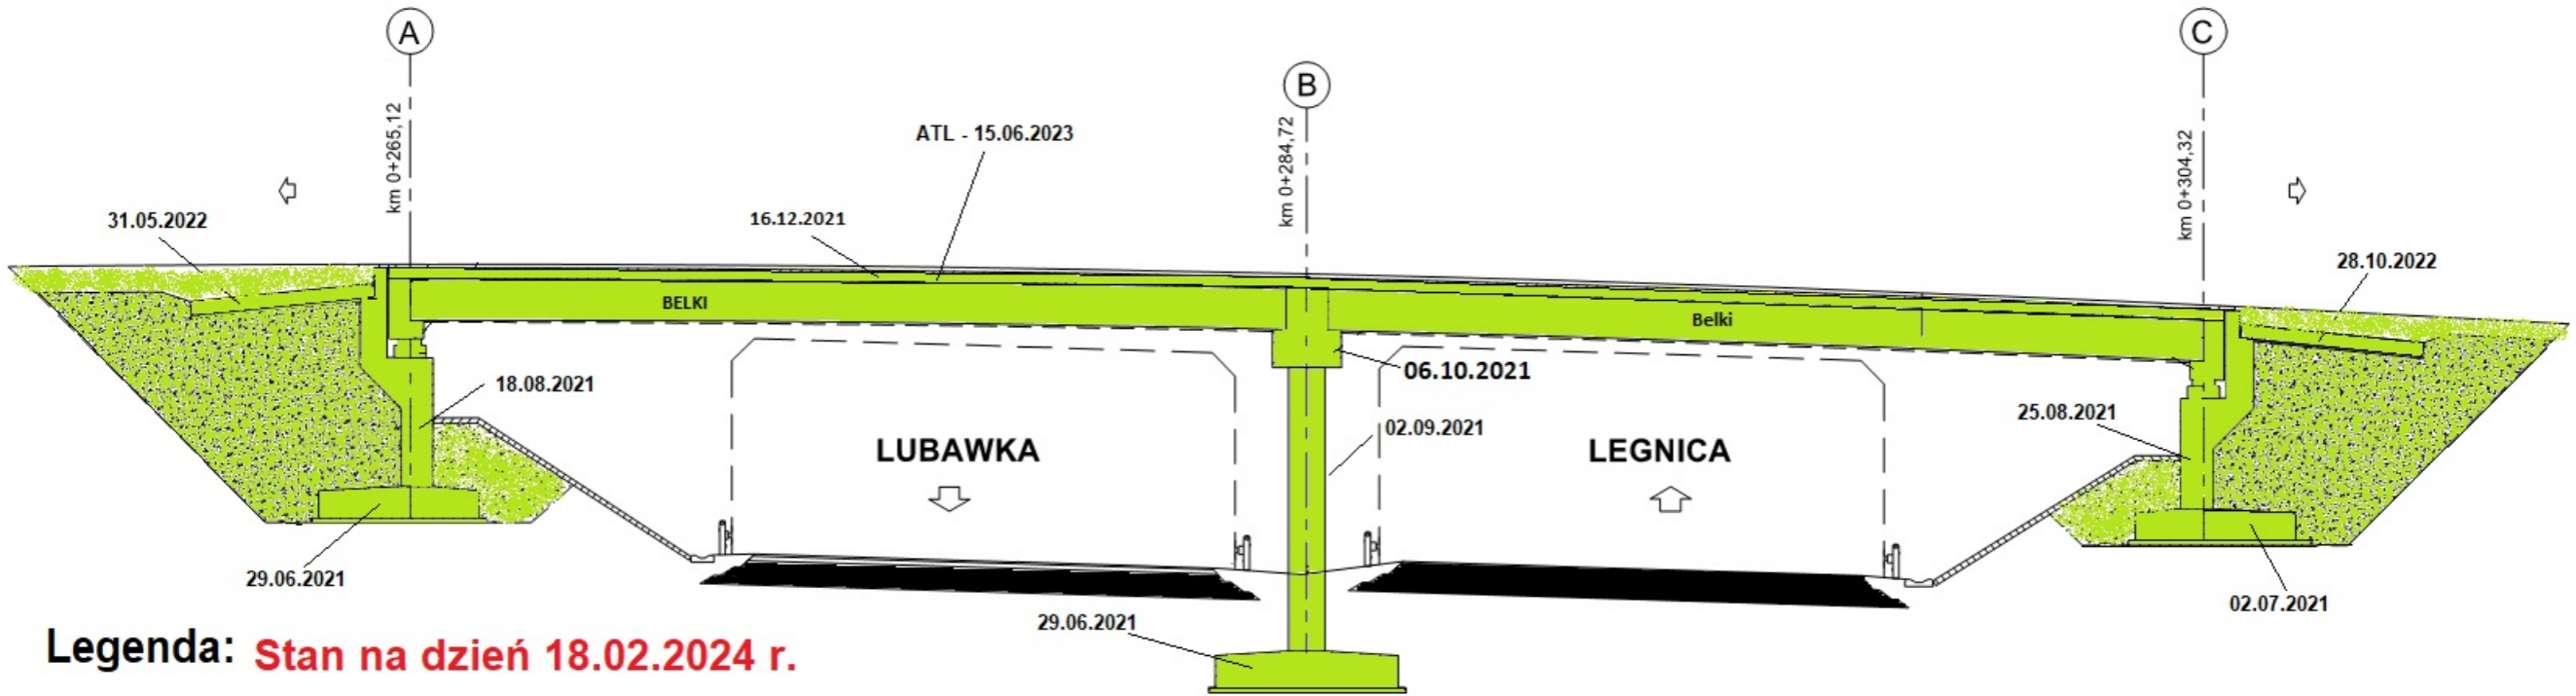 A
B
C
km 0+265,12
km 0+284,72
km 0+304,32
ATL - 15.06.2023
31.05.2022
16.12.2021
28.10.2022
BELKI
Belki
06.10.2021
18.08.2021
25.08.2021
02.09.2021
LUBAWKA
LEGNICA
29.06.2021
02.07.2021
29.06.2021
Legenda: Stan na dzień 18.02.2024 r.